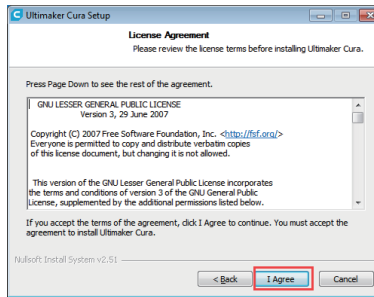 Ultimaker Cura Setup
License Agreement
Please review the license terms before installing Ultimaker Cura.
Press Page Down to see the rest of the agreement.
GNU LESSER GENERAL PUBLIC LICENSE
Version 3, 29 June 2007
Copyright (C) 2007 Free Software Foundation, Inc. <http://fsf.org/>
Everyone is permitted to copy and distribute verbatim copies
of this license document, but changing it is not allowed.
This version of the GNU Lesser General Public License incorporates
the terms and conditions of version 3 of the GNU General Public
License, supplemented by the additional permissions listed below.
If you accept the terms of the agreement, click I Agree to continue. You must accept the
agreement to install Ultimaker Cura.
Nullsoft Install System v2.51
< Back I Agree Cancel